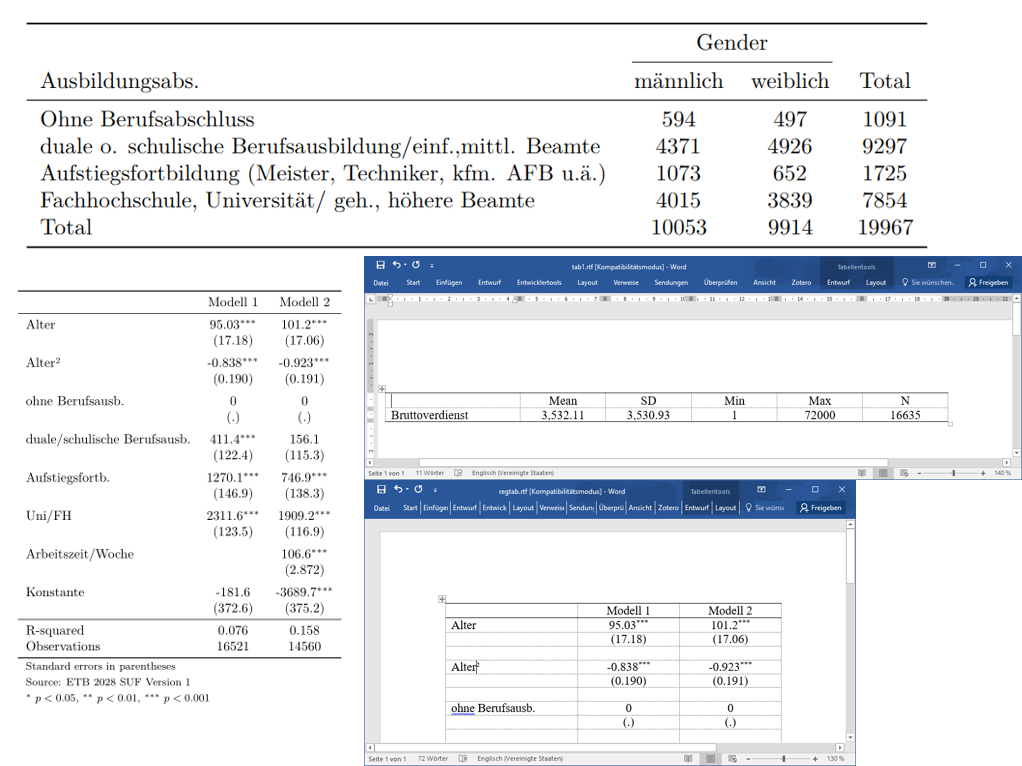 Gender
Ausbildungsabs. männlich weiblich Total
Ohne Berufsabschluss 594 497 1091
duale o. schulische Berufsausbildung/einf.,mittl. Beamte 4371 4926 9297
Aufstiegsfortbildung (Meister, Techniker, kfm. AFB u.ä.) 1073 652 1725
Fachhochschule, Universität/ geh., höhere Beamte 4015 3839 7854
Total 10053 9914 19967
Modell 1 Modell 2
Alter 95.03*** 101.2***
(17.18) (17.06)
Alter² -0.838*** -0.923***
(0.190) (0.191)
ohne Berufsausb. 0 0
(.) (.)
duale/schulische Berufsausb. 411.4*** 156.1
(122.4) (115.3)
Aufstiegsfortb. 1270.1*** 746.9***
(146.9) (138.3)
Uni/FH 2311.6*** 1909.2***
(123.5) (116.9)
Arbeitszeit/Woche 106.6***
(2.872)
Konstante -181.6 -3689.7***
(372.6) (375.2)
R-squared 0.076 0.158
Observations 16521 14560
Standard errors in parentheses
Source: ETB 2028 SUF Version 1
* p < 0.05, ** p < 0.01, *** p < 0.001
tab1.rtf [Kompatibilitätsmodus] - Word Tabellentools
Datei Start Einfügen Entwurf Entwicklertools Layout Verweise Sendungen Überprüfen Ansicht Zotero Entwurf Layout Sie wünschen... Freigeben
Mean SD Min Max N
Bruttoverdienst 3,532.11 3,530.93 1 72000 16635
Seite 1 von 1 11 Wörter Englisch (Vereinigte Staaten) 140 %
regtab.rtf [Kompatibilitätsmodus] - Word Tabellentools
Datei Start Einfüge Entwurf Entwick Layout Verweis Sendun Überprü Ansicht Zotero Entwurf Layout Sie wüns Freigeben
Modell 1 Modell 2
Alter 95.03*** 101.2***
(17.18) (17.06)
Alter² -0.838*** -0.923***
(0.190) (0.191)
ohne Berufsausb. 0 0
(.) (.)
Seite 1 von 1 72 Wörter Englisch (Vereinigte Staaten) 130 %